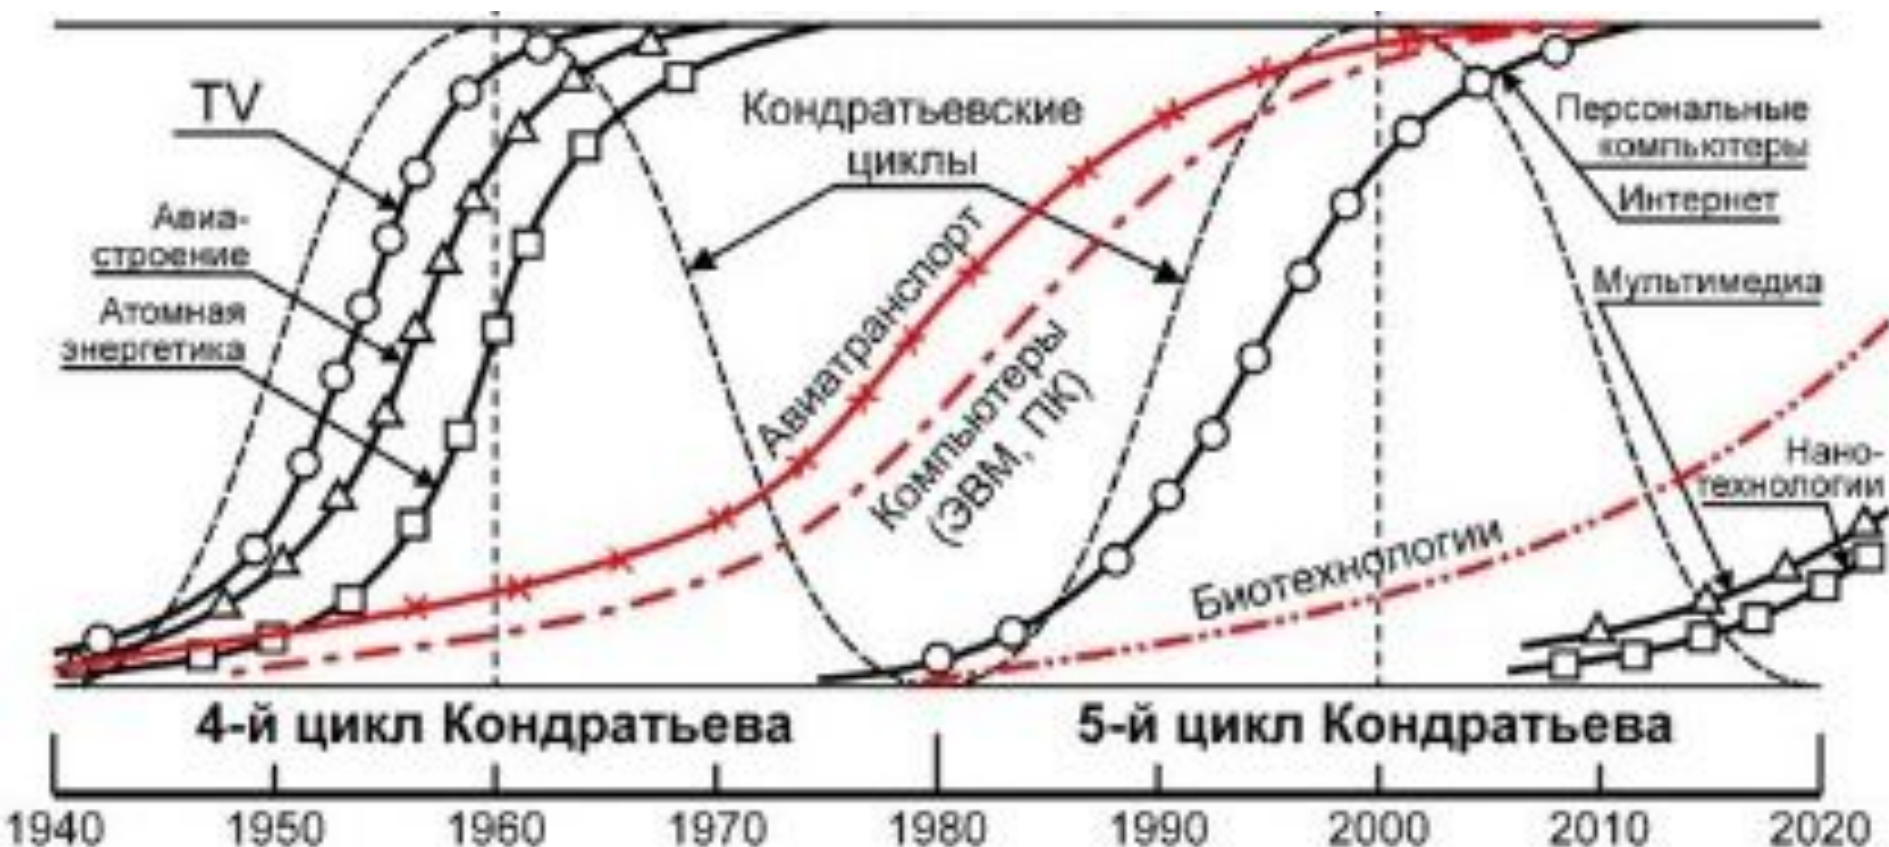 TV
Авиа-
строение
Атомная
энергетика
Кондратьевские
циклы
Авиатранспорт
Компьютеры
(ЭВМ, ПК)
Персональные
компьютеры
Интернет
Мультимедиа
Нано-
технологии
Биотехнологии
4-й цикл Кондратьева
5-й цикл Кондратьева
1940 1950 1960 1970 1980 1990 2000 2010 2020